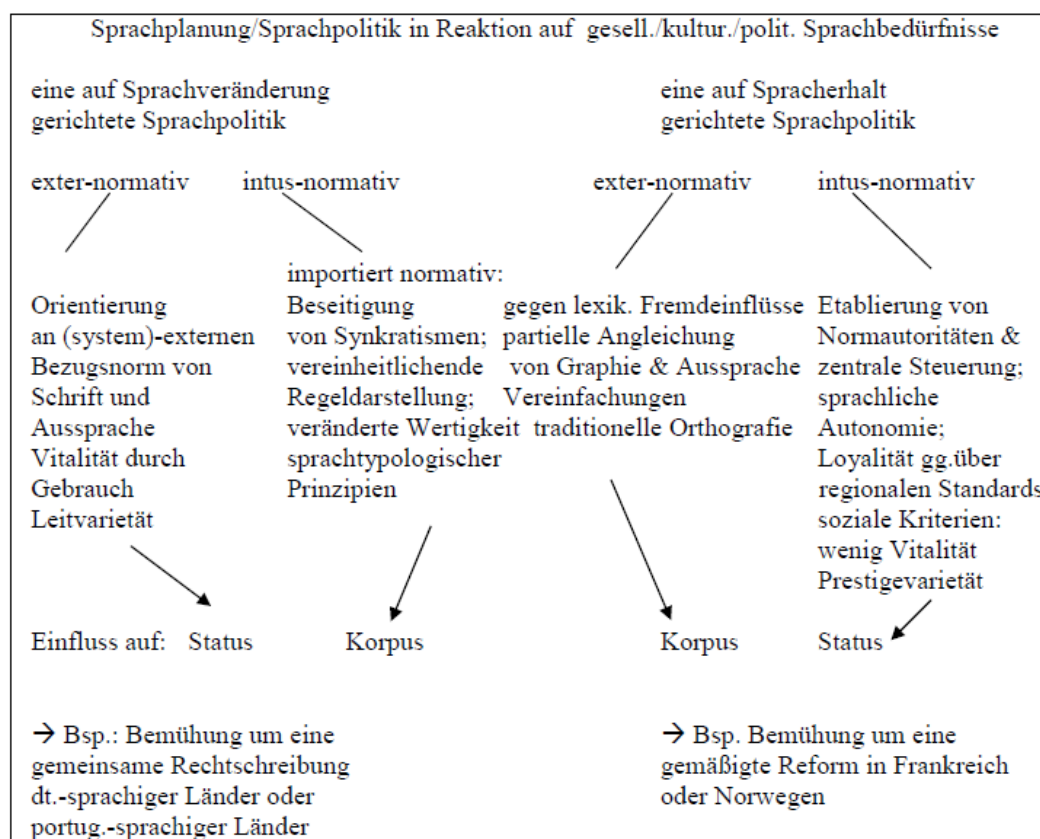 Sprachplanung/Sprachpolitik in Reaktion auf gesell./kultur./polit. Sprachbedürfnisse
eine auf Sprachveränderung
gerichtete Sprachpolitik
eine auf Spracherhalt
gerichtete Sprachpolitik
exter-normativ
intus-normativ
exter-normativ
intus-normativ
Orientierung
an (system)-externen
Bezugsnorm von
Schrift und
Aussprache
Vitalität durch
Gebrauch
Leitvarietät
importiert normativ:
Beseitigung
von Synkratismen;
vereinheitlichende
Regeldarstellung;
veränderte Wertigkeit
sprachtypologischer
Prinzipien
gegen lexik. Fremdeinflüsse
partielle Angleichung
von Graphie & Aussprache
Vereinfachungen
traditionelle Orthografie
Etablierung von
Normautoritäten &
zentrale Steuerung;
sprachliche
Autonomie;
Loyalität gg.über
regionalen Standards
soziale Kriterien:
wenig Vitalität
Prestigevarietät
Einfluss auf: Status
Korpus
Korpus
Status
→ Bsp.: Bemühung um eine
gemeinsame Rechtschreibung
dt.-sprachiger Länder oder
portug.-sprachiger Länder
→ Bsp. Bemühung um eine
gemäßigte Reform in Frankreich
oder Norwegen